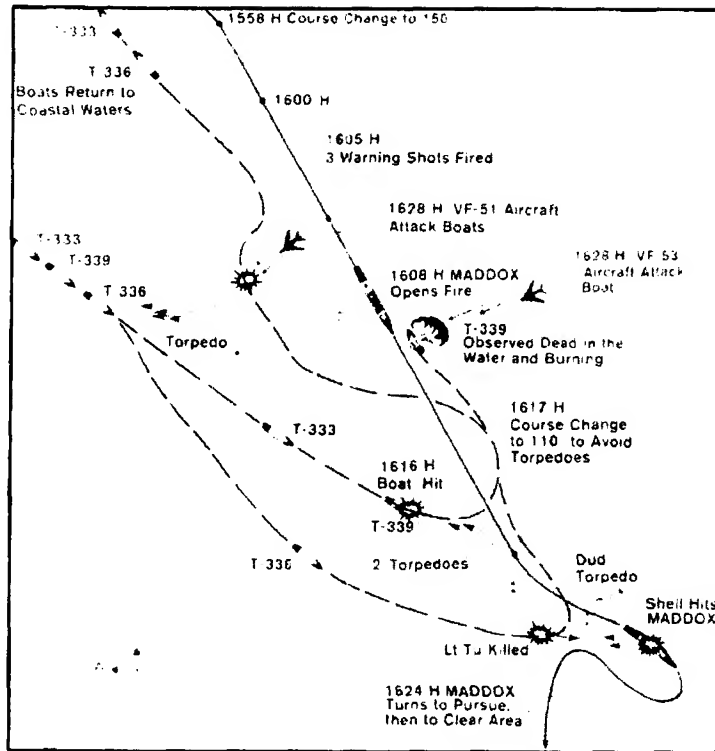 1558 H Course Change to 150
T-333
T 336
Boats Return to
Coastal Waters
1600 H
1605 H
3 Warning Shots Fired
1628 H VF-51 Aircraft
Attack Boats
1628 H VF 53
Aircraft Attack
Boat
1608 H MADDOX
Opens Fire
T-333
T-339
T 336
T-339
Observed Dead in the
Water and Burning
Torpedo
1617 H
Course Change
to 110 to Avoid
Torpedoes
T-333
1616 H
Boat Hit
T-339
T 336
2 Torpedoes
Dud
Torpedo
Shell Hits
MADDOX
Lt Tu Killed
1624 H MADDOX
Turns to Pursue,
then to Clear Area